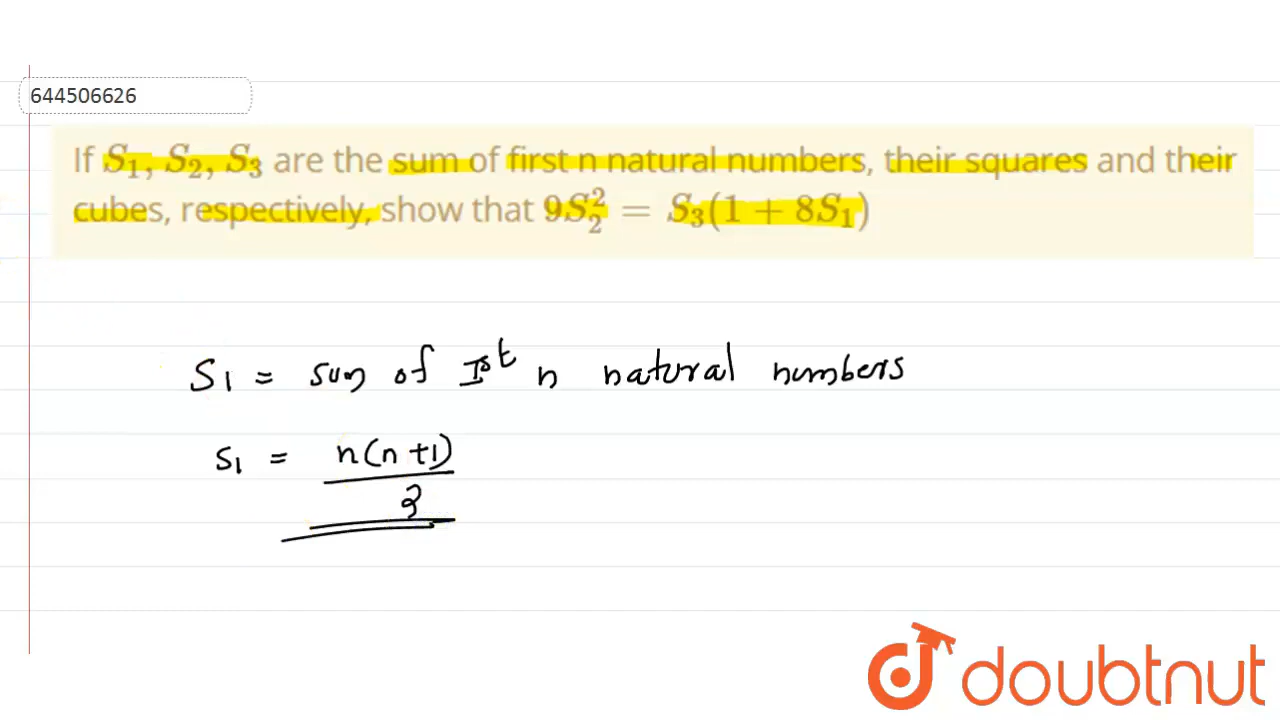 644506626
If S₁, S₂, S₃ are the sum of first n natural numbers, their squares and their
cubes, respectively, show that 9S₂² = S₃(1 + 8S₁)
S1 = sum of Ist n natural numbers
S1 = n(n+1)
2
doubtnut